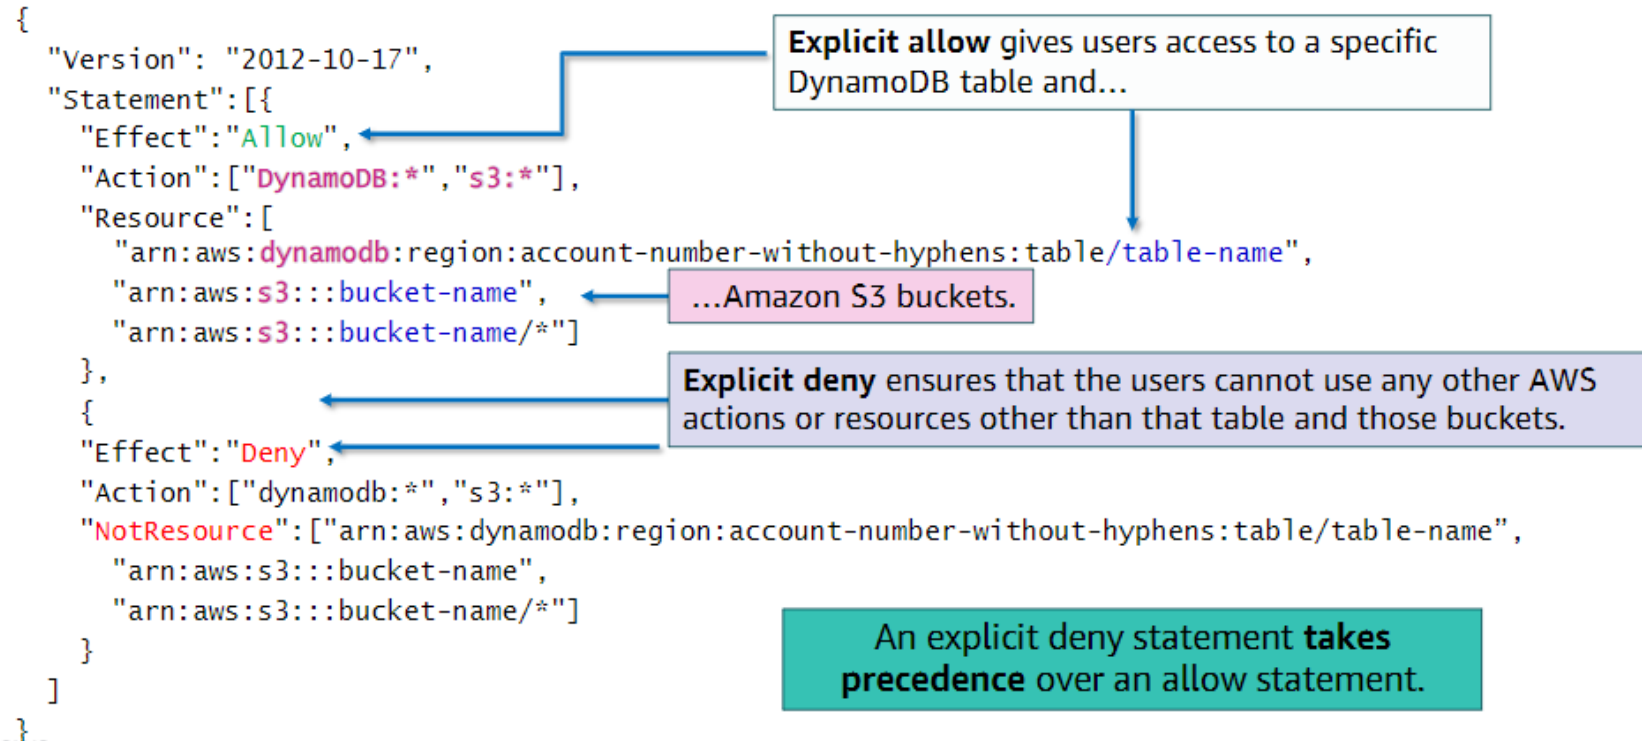 {
"Version": "2012-10-17",
"Statement":[{
"Effect":"Allow",
"Action":["DynamoDB:*","s3:*"],
"Resource":[
"arn:aws:dynamodb:region:account-number-without-hyphens:table/table-name",
"arn:aws:s3:::bucket-name",
"arn:aws:s3:::bucket-name/*"]
},
{
"Effect":"Deny",
"Action":["dynamodb:*","s3:*"],
"NotResource":["arn:aws:dynamodb:region:account-number-without-hyphens:table/table-name",
"arn:aws:s3:::bucket-name",
"arn:aws:s3:::bucket-name/*"]
}
]
}
Explicit allow gives users access to a specific
DynamoDB table and...
...Amazon S3 buckets.
Explicit deny ensures that the users cannot use any other AWS
actions or resources other than that table and those buckets.
An explicit deny statement takes
precedence over an allow statement.